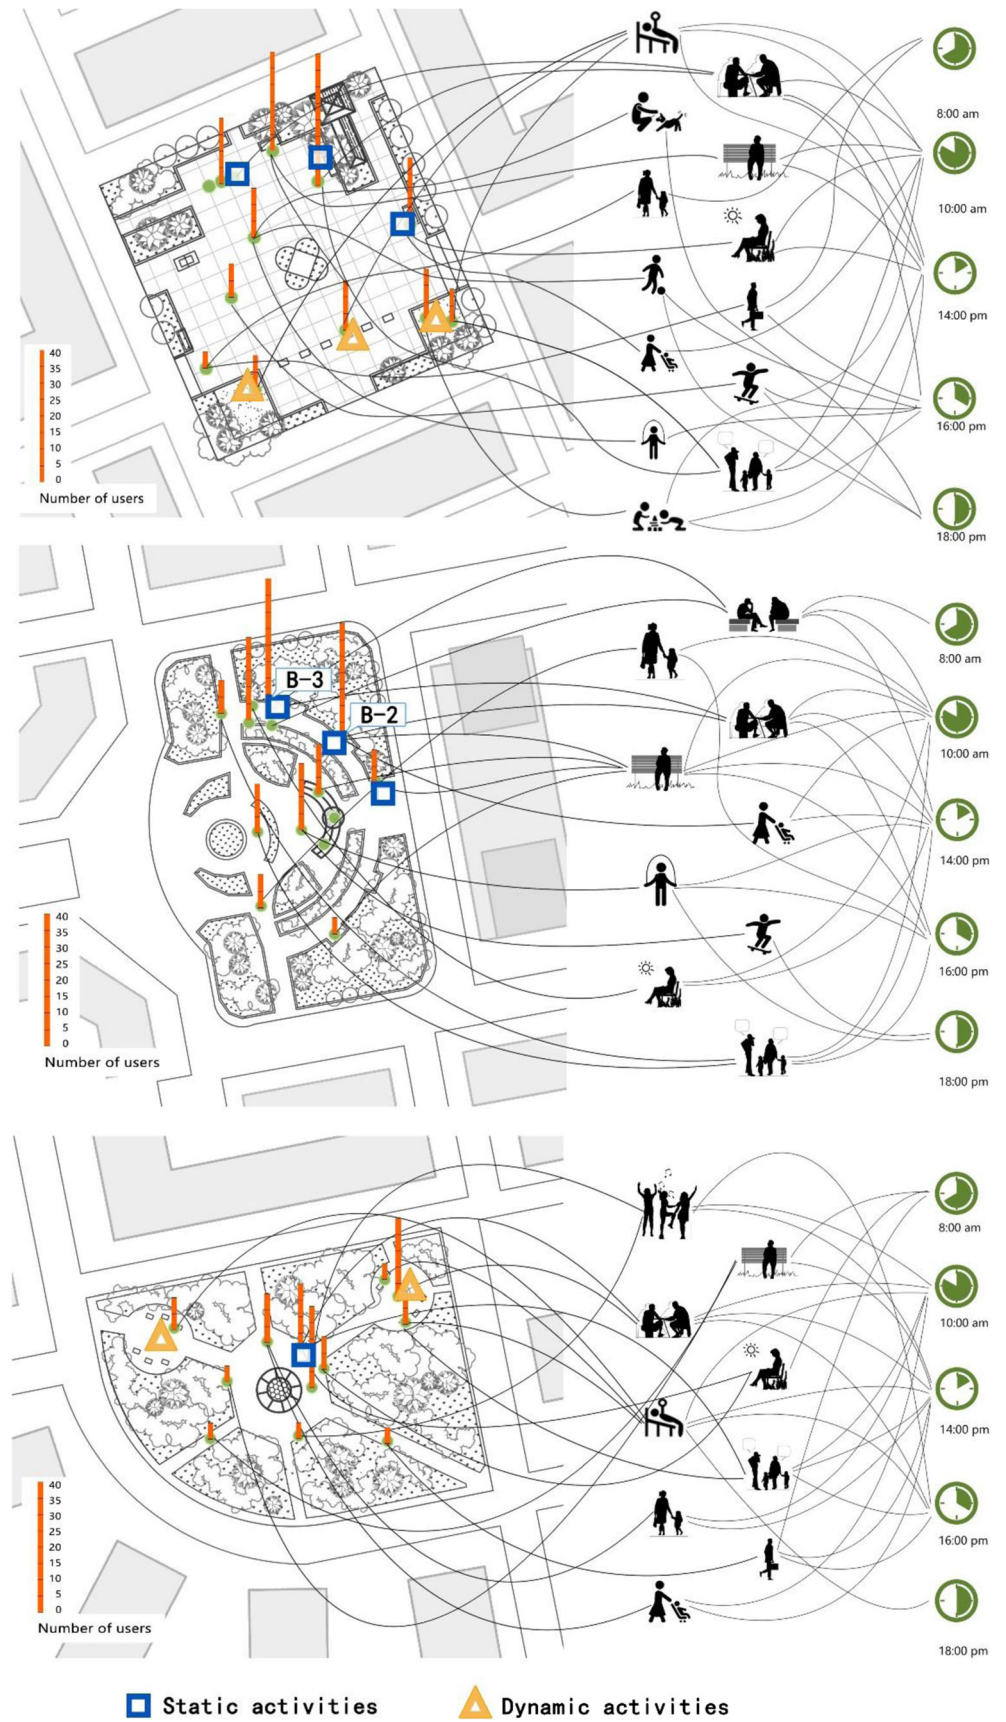 8:00 am
10:00 am
14:00 pm
16:00 pm
18:00 pm
40
35
30
25
20
15
10
5
0
Number of users
B-3
B-2
8:00 am
10:00 am
14:00 pm
16:00 pm
18:00 pm
40
35
30
25
20
15
10
5
0
Number of users
8:00 am
10:00 am
14:00 pm
16:00 pm
18:00 pm
40
35
30
25
20
15
10
5
0
Number of users
Static activities
Dynamic activities